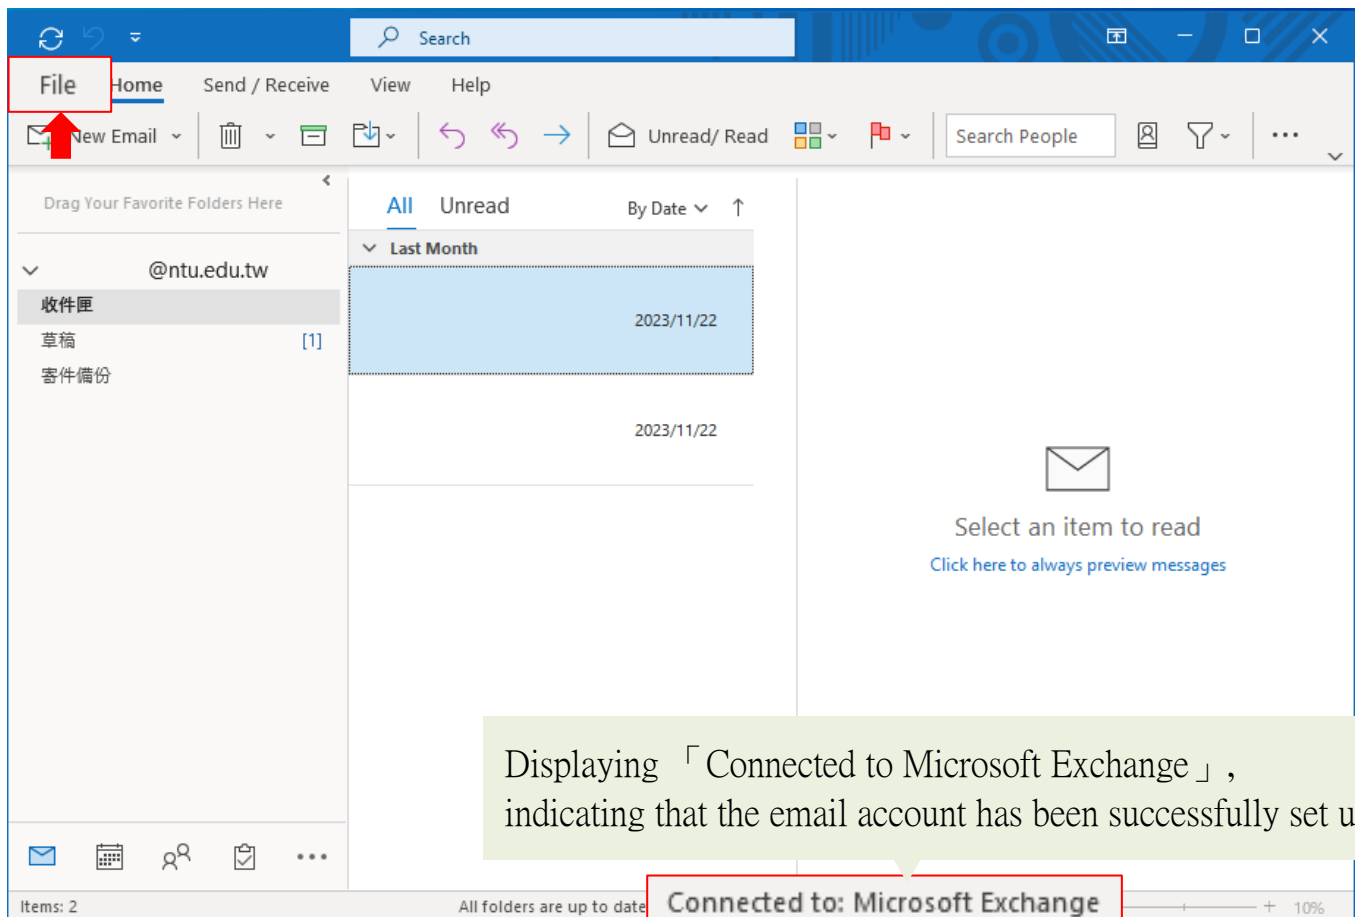 Search
File Home Send / Receive View Help
New Email Unread/ Read Search People
Drag Your Favorite Folders Here
All Unread By Date
Last Month
@ntu.edu.tw
收件匣
2023/11/22
草稿 [1]
寄件備份
2023/11/22
Select an item to read
Click here to always preview messages
Displaying 「Connected to Microsoft Exchange」,
indicating that the email account has been successfully set u
Items: 2 All folders are up to date Connected to: Microsoft Exchange 10%